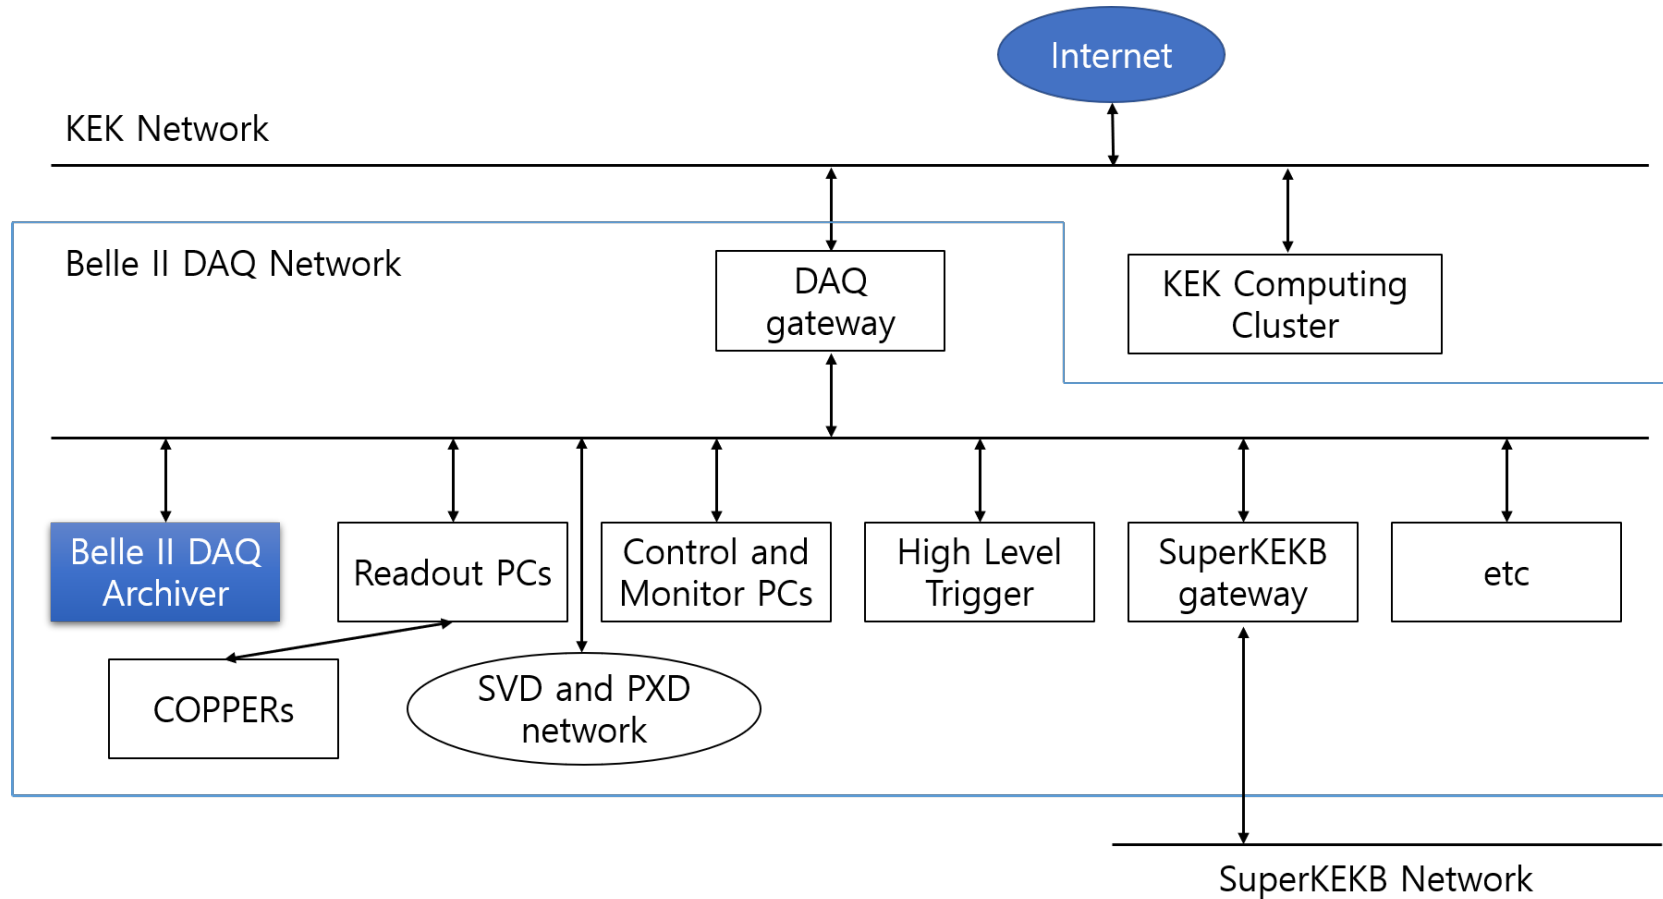 Internet
KEK Network
Belle II DAQ Network
DAQ
gateway
KEK Computing
Cluster
Belle II DAQ
Archiver
Readout PCs
Control and
Monitor PCs
High Level
Trigger
SuperKEKB
gateway
etc
COPPERs
SVD and PXD
network
SuperKEKB Network